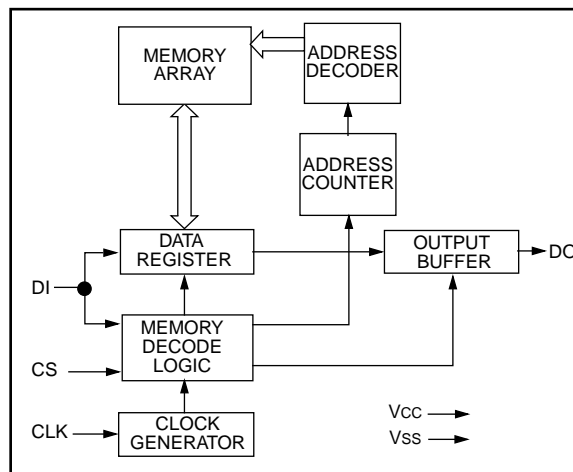 MEMORY
ARRAY
ADDRESS
DECODER
ADDRESS
COUNTER
DATA
REGISTER
OUTPUT
BUFFER
DO
DI
MEMORY
DECODE
LOGIC
CS
CLK
CLOCK
GENERATOR
VCC
VSS